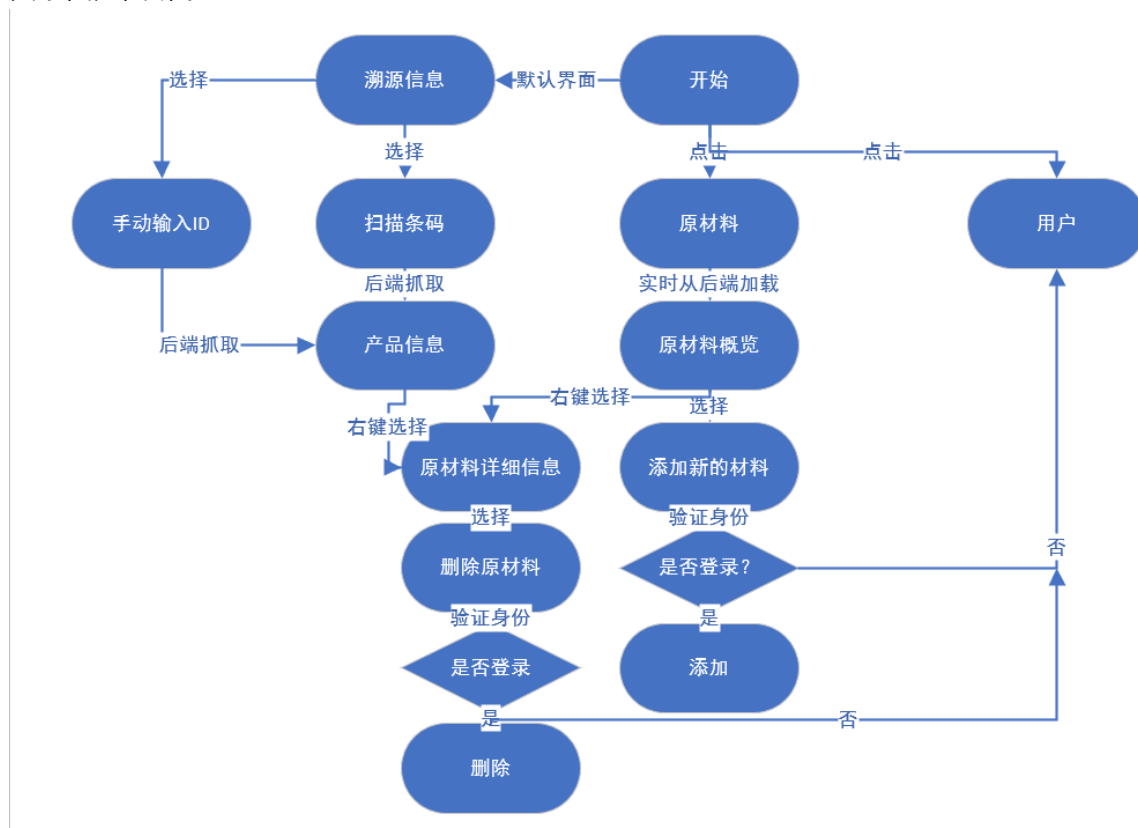 溯源信息
默认界面
开始
选择
选择
点击
点击
手动输入ID
扫描条码
原材料
用户
后端抓取
实时从后端加载
后端抓取
产品信息
原材料概览
右键选择
选择
右键选择
原材料详细信息
添加新的材料
选择
验证身份
删除原材料
是否登录？
否
验证身份
是
是否登录
添加
是
否
删除